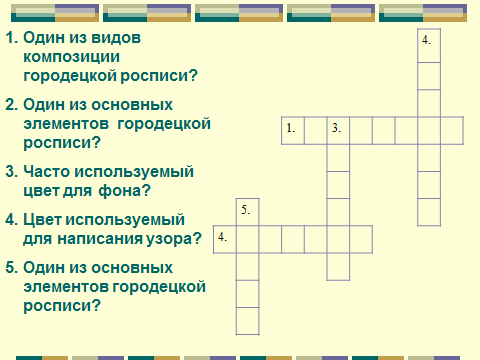 1. Один из видов
композиции
городецкой росписи?
2. Один из основных
элементов городецкой
росписи?
3. Часто используемый
цвет для фона?
4. Цвет используемый
для написания узора?
5. Один из основных
элементов городецкой
росписи?
4.
1. 3.
5.
4.